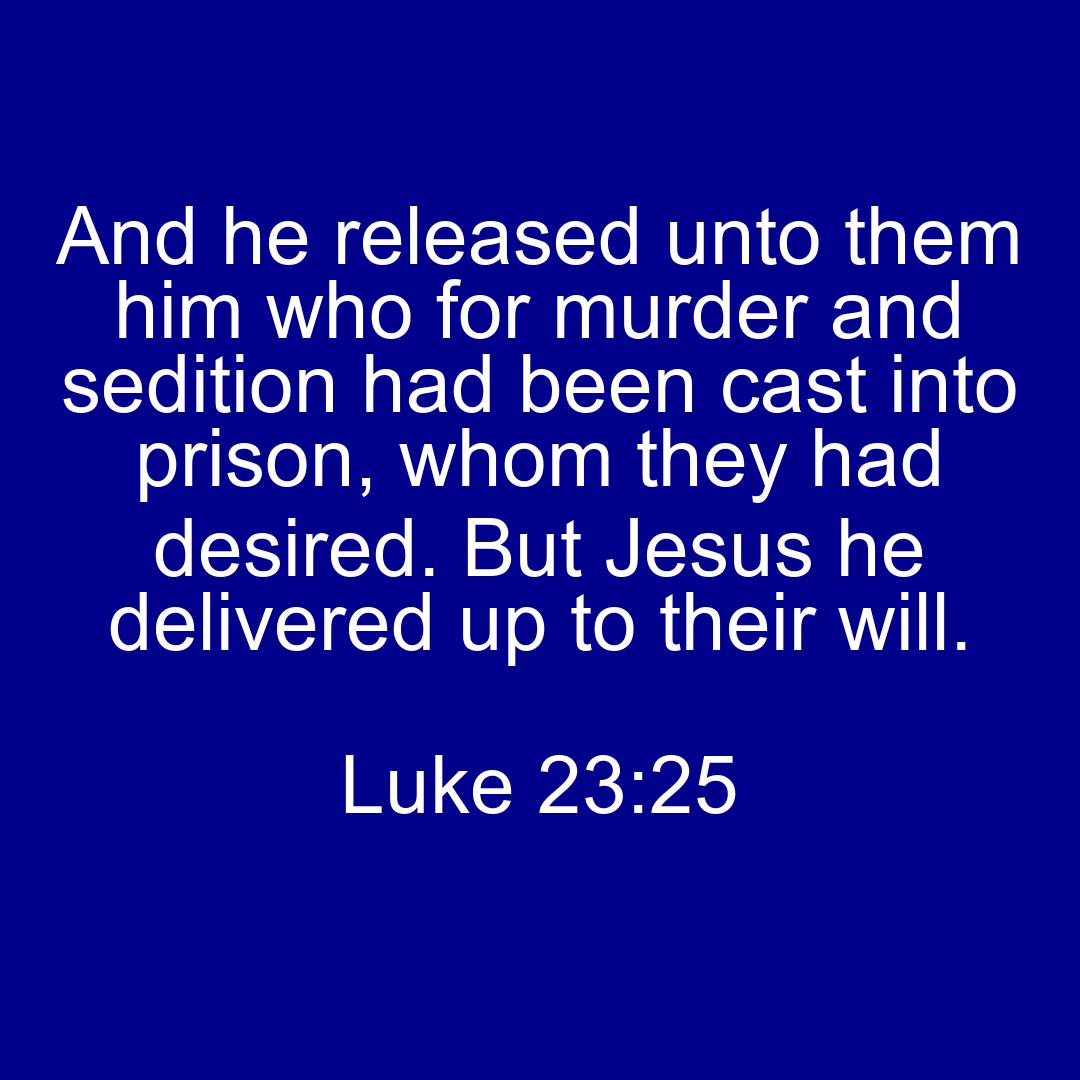 And he released unto them
him who for murder and
sedition had been cast into
prison, whom they had
desired. But Jesus he
delivered up to their will.
Luke 23:25